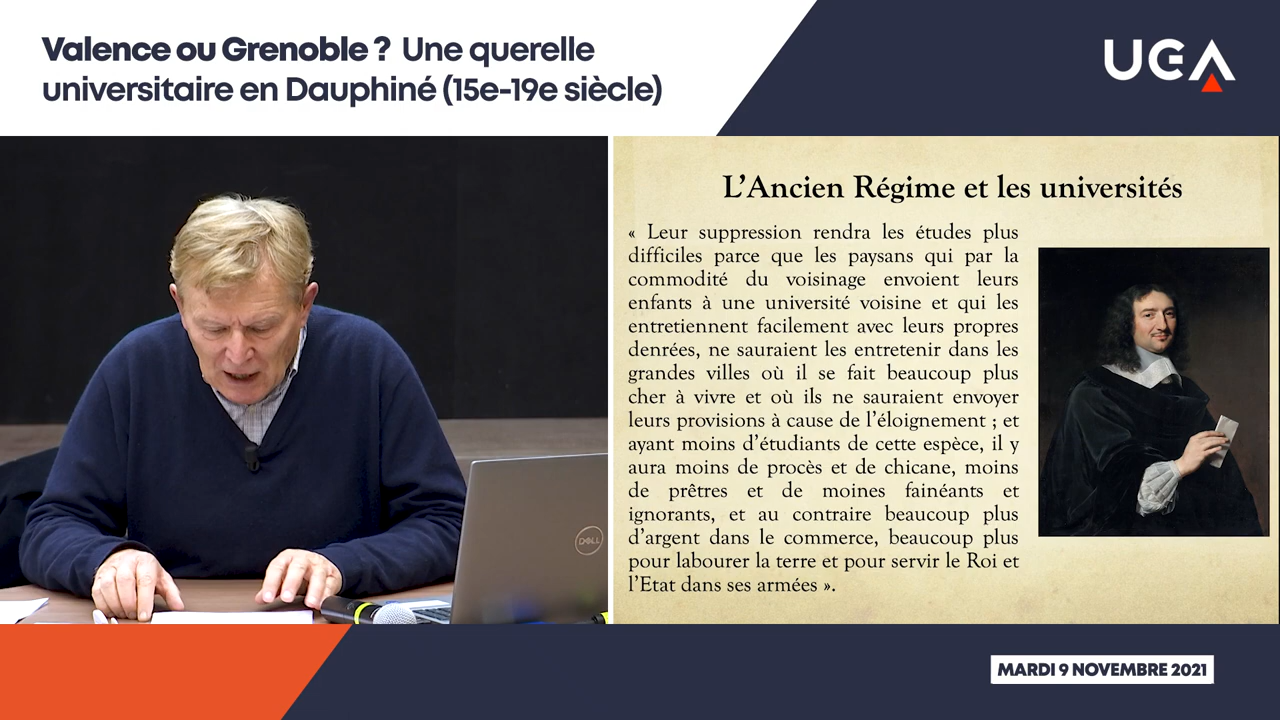 Valence ou Grenoble ? Une querelle
universitaire en Dauphiné (15e-19e siècle)
UGA
L'Ancien Régime et les universités
« Leur suppression rendra les études plus
difficiles parce que les paysans qui par la
commodité du voisinage envoient leurs
enfants à une université voisine et qui les
entretiennent facilement avec leurs propres
denrées, ne sauraient les entretenir dans les
grandes villes où il se fait beaucoup plus
cher à vivre et où ils ne sauraient envoyer
leurs provisions à cause de l'éloignement ; et
ayant moins d'étudiants de cette espèce, il y
aura moins de procès et de chicane, moins
de prêtres et de moines fainéants et
ignorants, et au contraire beaucoup plus
d'argent dans le commerce, beaucoup plus
pour labourer la terre et pour servir le Roi et
l'Etat dans ses armées ».
DELL
MARDI 9 NOVEMBRE 2021